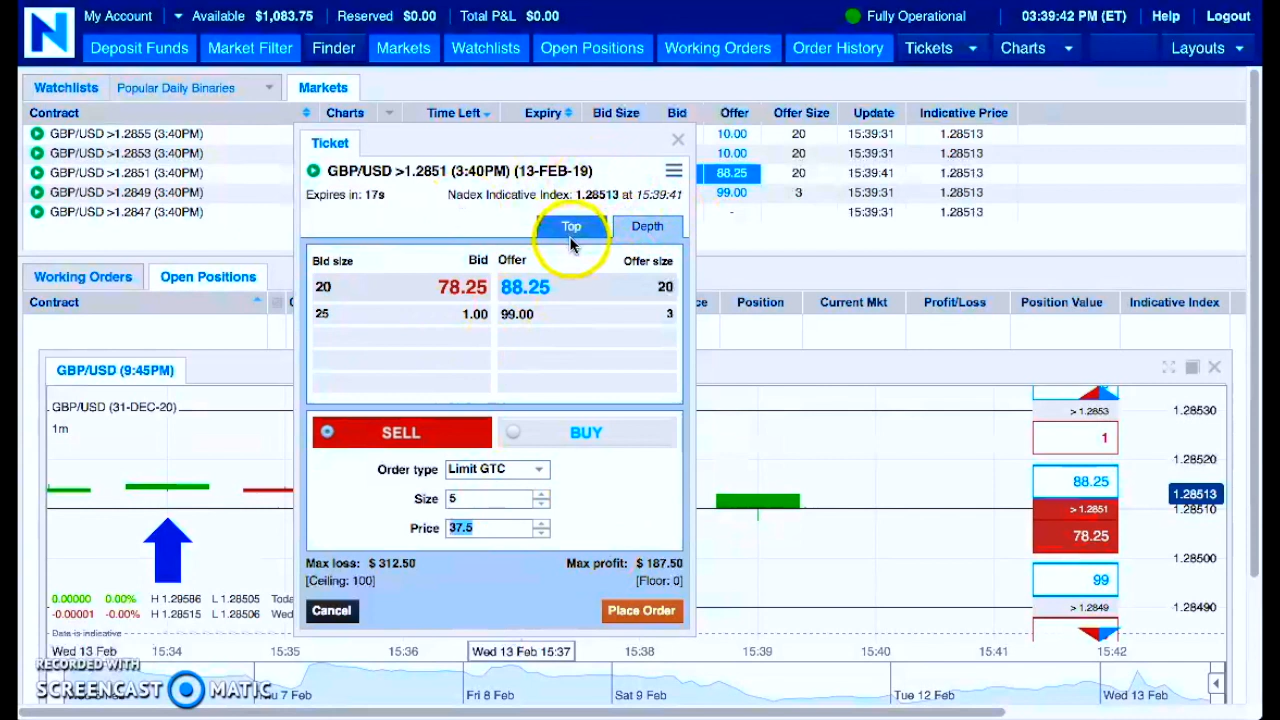 My Account Available $1,083.75 Reserved $0.00 Total P&L $0.00 Fully Operational 03:39:42 PM (ET) Help Logout
N
Deposit Funds Market Filter Finder Markets Watchlists Open Positions Working Orders Order History Tickets Charts Layouts
Watchlists Popular Daily Binaries Markets
Contract Charts Time Left Expiry Bid Size Bid Offer Offer Size Update Indicative Price
GBP/USD >1.2855 (3:40PM) 10.00 20 15:39:31 1.28513
GBP/USD >1.2853 (3:40PM) 10.00 20 15:39:31 1.28513
GBP/USD >1.2851 (3:40PM) 88.25 20 15:39:41 1.28513
GBP/USD >1.2849 (3:40PM) 99.00 3 15:39:31 1.28513
GBP/USD >1.2847 (3:40PM) - 15:39:31 1.28513
Ticket
GBP/USD >1.2851 (3:40PM) (13-FEB-19)
Expires in: 17s Nadex Indicative Index: 1.28513 at 15:39:41
Top Depth
Bid size Bid Offer Offer size
20 78.25 88.25 20
25 1.00 99.00 3
SELL BUY
Order type Limit GTC
Size 5
Price 37.5
Max loss: $ 312.50 Max profit: $ 187.50
[Ceiling: 100] [Floor: 0]
Cancel Place Order
Working Orders Open Positions
Contract Position Current Mkt Profit/Loss Position Value Indicative Index
GBP/USD (9:45PM)
GBP/USD (31-DEC-20)
1m
> 1.2853 1.28530
1
1.28520
88.25
1.28513
> 1.2851 1.28510
78.25
1.28500
99
> 1.2849 1.28490
0.00000 0.00% H 1.29586 L 1.28505
-0.00001 -0.00% H 1.28515 L 1.28506 Wed
Data is indicative
15:34 15:35 15:36 Wed 13 Feb 15:37 15:38 15:39 15:40 15:41 15:42
Thu 7 Feb Fri 8 Feb Sat 9 Feb Tue 12 Feb Wed 13 Feb
RECORDED WITH
SCREENCAST MATIC